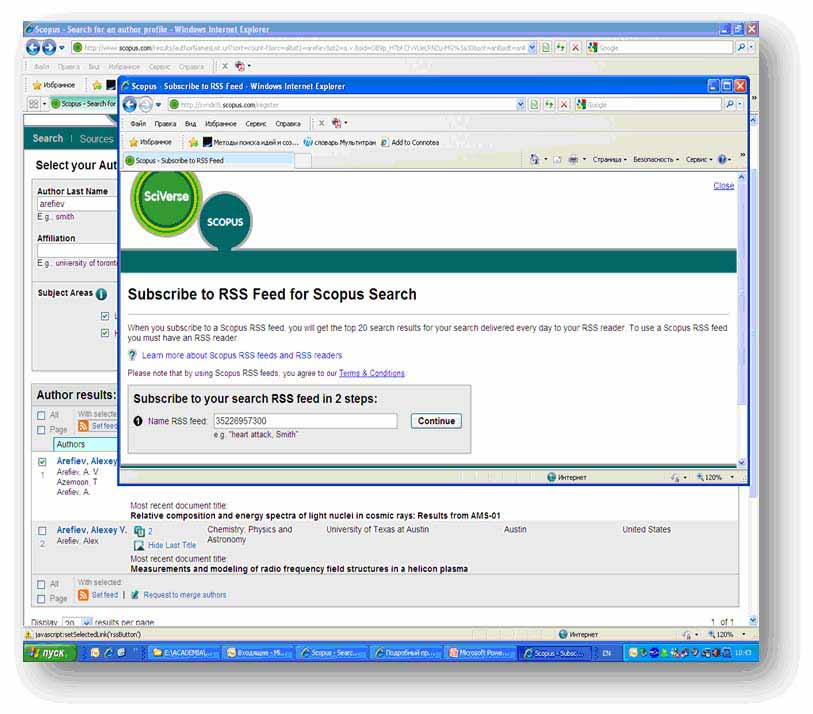 Scopus - Search for an author profile - Windows Internet Explorer
Google
Файл Правка Вид Избранное Сервис Справка
Избранное
Scopus - Search for
Search | Sources
Select your Aut
Author Last Name
arefiev
E.g., smith
Affiliation
E.g., university of toronto
Subject Areas
Author results:
All
Page
With selected
Set feed
Authors
Arefiev, Alexey
1
Arefiev, A. V.
Azemoon, T
Arefiev, A.
Scopus - Subscribe to RSS Feed - Windows Internet Explorer
Google
Файл Правка Вид Избранное Сервис Справка
Избранное
Методы поиска идей и соз...
словарь Мультитран
Add to Connotea
Scopus - Subscribe to RSS Feed
Страница
Безопасность
Сервис
Close
SciVerse
SCOPUS
Subscribe to RSS Feed for Scopus Search
When you subscribe to a Scopus RSS feed, you will get the top 20 search results for your search delivered every day to your RSS reader. To use a Scopus RSS feed
you must have an RSS reader.
Learn more about Scopus RSS feeds and RSS readers
Please note that by using Scopus RSS feeds, you agree to our Terms & Conditions.
Subscribe to your search RSS feed in 2 steps:
1 Name RSS feed: 35226957300 Continue
e.g. "heart attack, Smith"
Интернет
120%
Most recent document title:
Relative composition and energy spectra of light nuclei in cosmic rays: Results from AMS-01
Arefiev, Alexey V.
2
Arefiev, Alex
2
Hide Last Title
Chemistry; Physics and
Astronomy
University of Texas at Austin
Austin
United States
Most recent document title:
Measurements and modeling of radio frequency field structures in a helicon plasma
All
Page
With selected:
Set feed | Request to merge authors
Display 20 results per page
1 of 1
javascript:setSelectedLink('rssButton')
Интернет
120%
пуск
E:\ACADEMIA\...
Входящие - Mi...
Scopus - Searc...
Подробный пр...
Microsoft Powe...
Scopus - Subsc...
EN
10:43